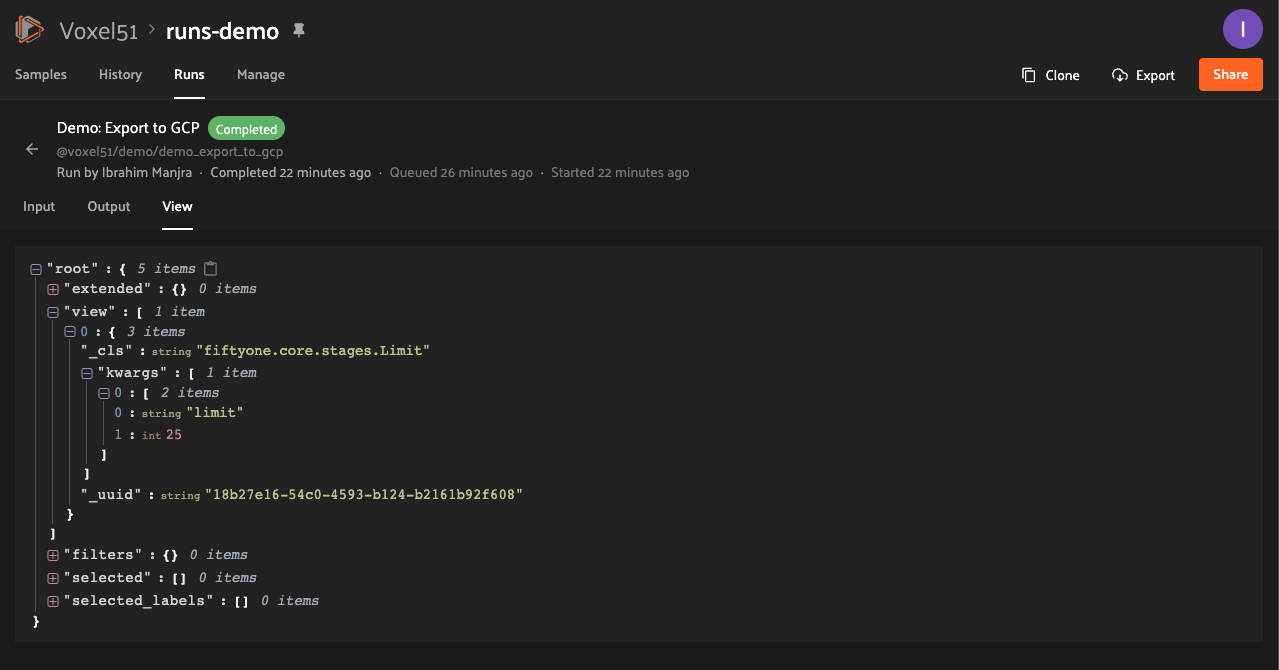 Voxel51 > runs-demo
I
Samples History Runs Manage
Clone Export Share
Demo: Export to GCP Completed
@voxel51/demo/demo_export_to_gcp
Run by Ibrahim Manjra · Completed 22 minutes ago · Queued 26 minutes ago · Started 22 minutes ago
Input Output View
"root" : { 5 items
"extended" : {} 0 items
"view" : [ 1 item
0 : { 3 items
"_cls" : string "fiftyone.core.stages.Limit"
"kwargs" : [ 1 item
0 : [ 2 items
0 : string "limit"
1 : int 25
]
]
"_uuid" : string "18b27e16-54c0-4593-b124-b2161b92f608"
}
]
"filters" : {} 0 items
"selected" : [] 0 items
"selected_labels" : [] 0 items
}